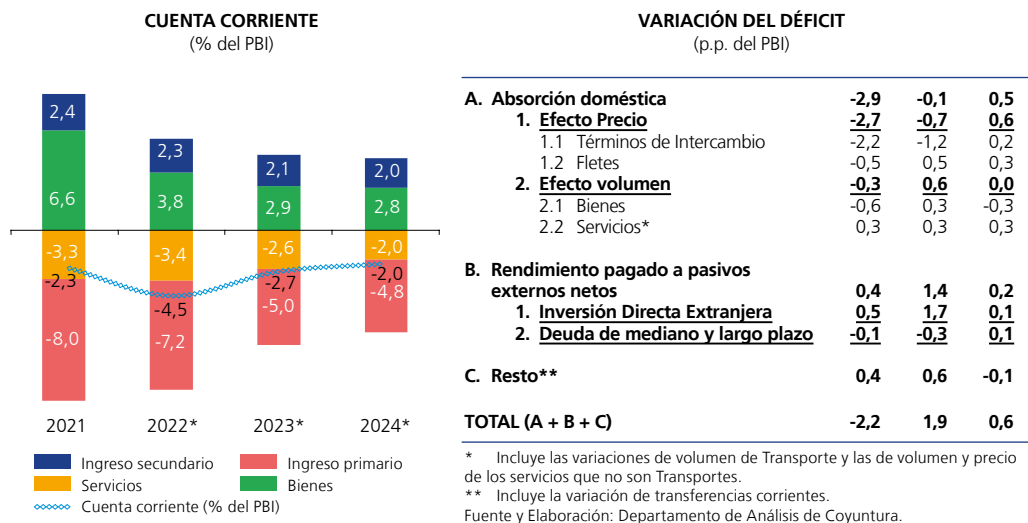 CUENTA CORRIENTE
(% del PBI)
2,4
2,3
2,1
2,0
6,6
3,8
2,9
2,8
-3,3
-3,4
-2,6
-2,0
-2,3
-4,5
-2,7
-2,0
-8,0
-7,2
-5,0
-4,8
2021 2022* 2023* 2024*
Ingreso secundario Ingreso primario
Servicios Bienes
Cuenta corriente (% del PBI)
VARIACIÓN DEL DÉFICIT
(p.p. del PBI)
A. Absorción doméstica -2,9 -0,1 0,5
1. Efecto Precio -2,7 -0,7 0,6
1.1 Términos de Intercambio -2,2 -1,2 0,2
1.2 Fletes -0,5 0,5 0,3
2. Efecto volumen -0,3 0,6 0,0
2.1 Bienes -0,6 0,3 -0,3
2.2 Servicios* 0,3 0,3 0,3
B. Rendimiento pagado a pasivos
externos netos 0,4 1,4 0,2
1. Inversión Directa Extranjera 0,5 1,7 0,1
2. Deuda de mediano y largo plazo -0,1 -0,3 0,1
C. Resto** 0,4 0,6 -0,1
TOTAL (A + B + C) -2,2 1,9 0,6
* Incluye las variaciones de volumen de Transporte y las de volumen y precio
de los servicios que no son Transportes.
** Incluye la variación de transferencias corrientes.
Fuente y Elaboración: Departamento de Análisis de Coyuntura.